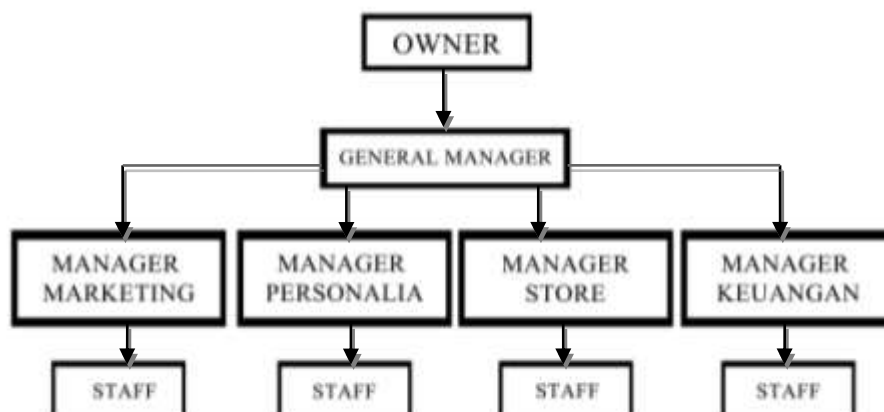 OWNER
GENERAL MANAGER
MANAGER
MARKETING
MANAGER
PERSONALIA
MANAGER
STORE
MANAGER
KEUANGAN
STAFF
STAFF
STAFF
STAFF